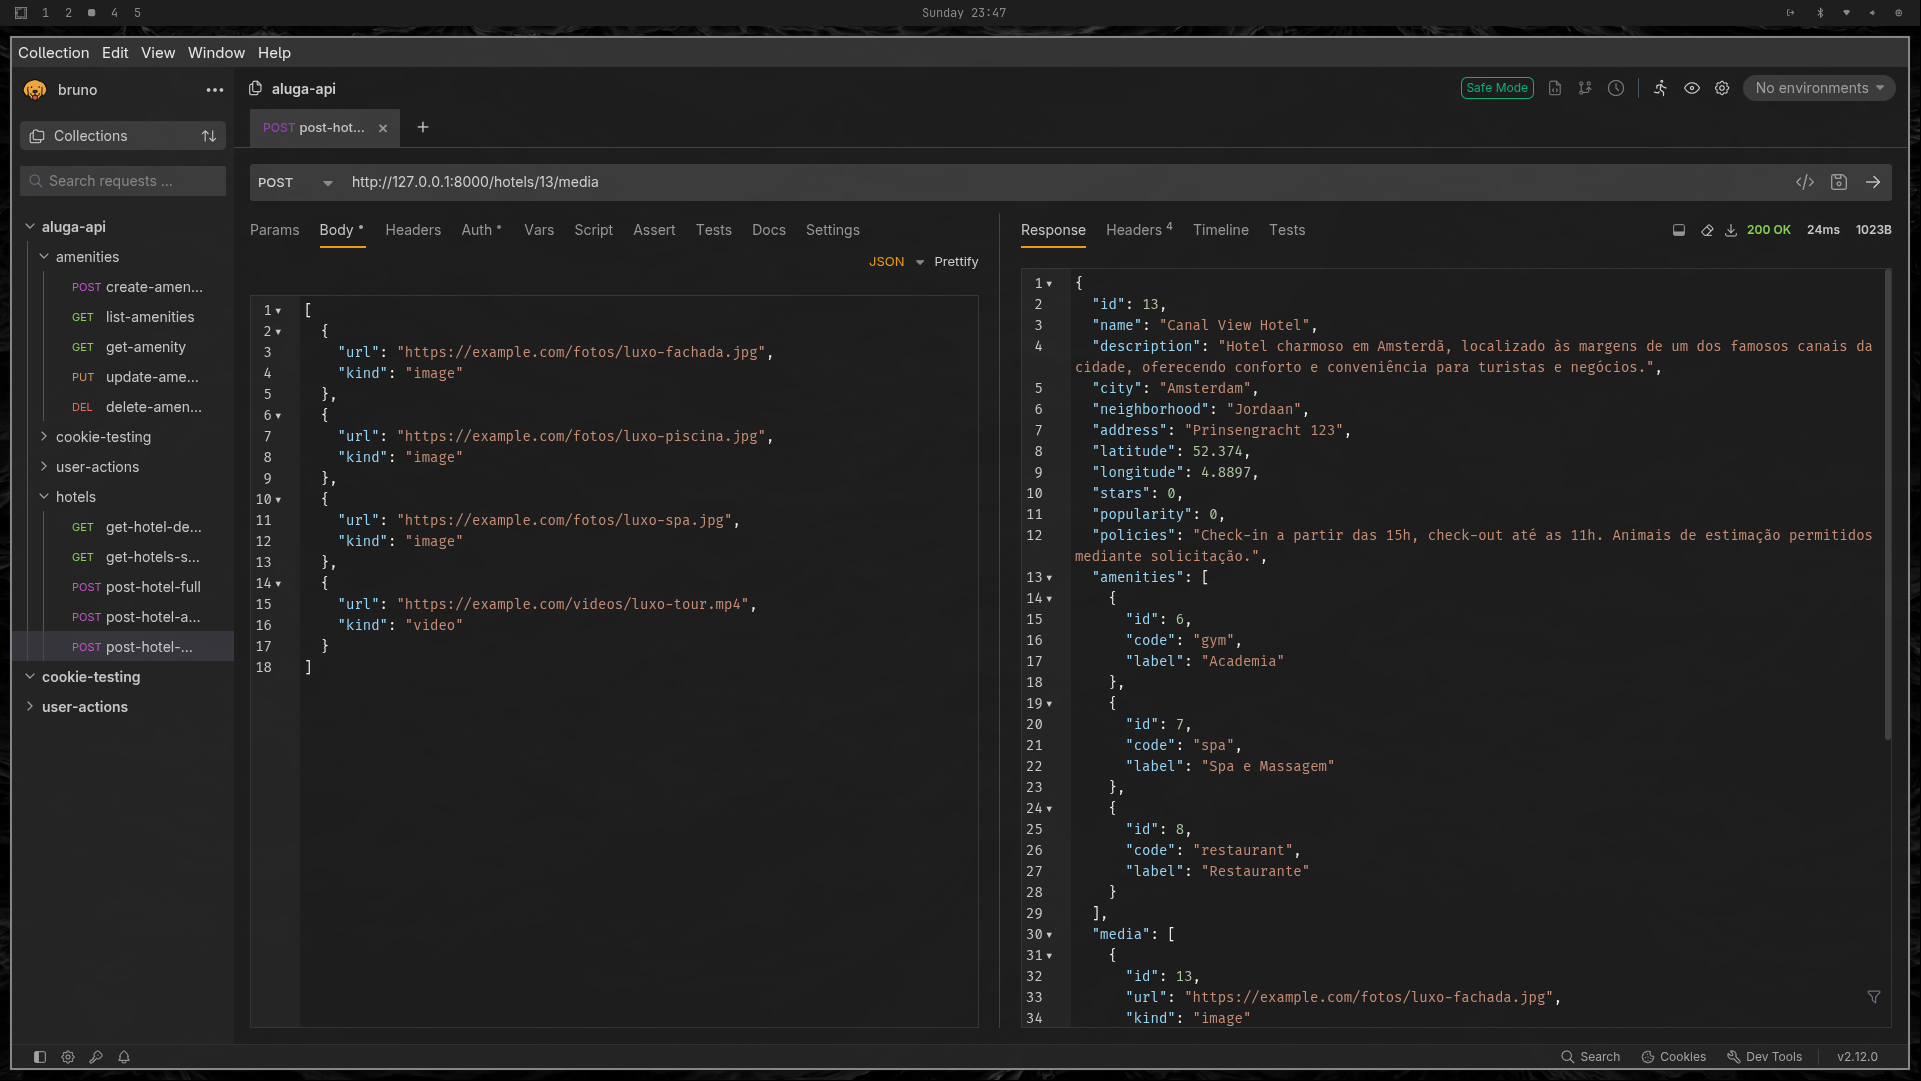 1 2 4 5
Sunday 23:47
Collection Edit View Window Help
bruno
aluga-api
Safe Mode
No environments
Collections
POST post-hot...
Search requests ...
POST
http://127.0.0.1:8000/hotels/13/media
aluga-api
amenities
POST create-amen...
GET list-amenities
GET get-amenity
PUT update-ame...
DEL delete-amen...
cookie-testing
user-actions
hotels
GET get-hotel-de...
GET get-hotels-s...
POST post-hotel-full
POST post-hotel-a...
POST post-hotel-...
cookie-testing
user-actions
Params Body Headers Auth Vars Script Assert Tests Docs Settings
JSON Prettify
1 [
2 {
3 "url": "https://example.com/fotos/luxo-fachada.jpg",
4 "kind": "image"
5 },
6 {
7 "url": "https://example.com/fotos/luxo-piscina.jpg",
8 "kind": "image"
9 },
10 {
11 "url": "https://example.com/fotos/luxo-spa.jpg",
12 "kind": "image"
13 },
14 {
15 "url": "https://example.com/videos/luxo-tour.mp4",
16 "kind": "video"
17 }
18 ]
Response Headers 4 Timeline Tests
200 OK 24ms 1023B
1 {
2 "id": 13,
3 "name": "Canal View Hotel",
4 "description": "Hotel charmoso em Amsterdã, localizado às margens de um dos famosos canais da
cidade, oferecendo conforto e conveniência para turistas e negócios.",
5 "city": "Amsterdam",
6 "neighborhood": "Jordaan",
7 "address": "Prinsengracht 123",
8 "latitude": 52.374,
9 "longitude": 4.8897,
10 "stars": 0,
11 "popularity": 0,
12 "policies": "Check-in a partir das 15h, check-out até as 11h. Animais de estimação permitidos
mediante solicitação.",
13 "amenities": [
14 {
15 "id": 6,
16 "code": "gym",
17 "label": "Academia"
18 },
19 {
20 "id": 7,
21 "code": "spa",
22 "label": "Spa e Massagem"
23 },
24 {
25 "id": 8,
26 "code": "restaurant",
27 "label": "Restaurante"
28 }
29 ],
30 "media": [
31 {
32 "id": 13,
33 "url": "https://example.com/fotos/luxo-fachada.jpg",
34 "kind": "image"
Search Cookies Dev Tools v2.12.0